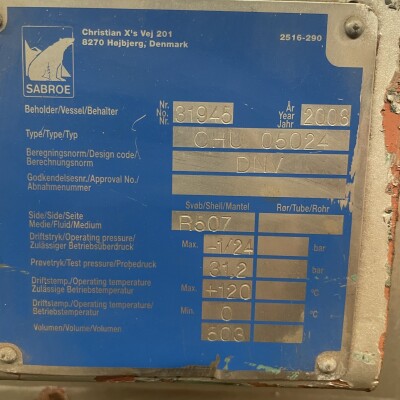 Christian X's Vej 201
8270 Højbjerg, Denmark
2516-290
SABROE
Beholder/Vessel/Behalter
Nr.
No.
Nr.
31945
År
Year
Jahr
Type/Type/Typ
CHU 05024
Beregningsnorm/Design code/
Berechnungsnorm
DNV
Godkendelsesnr./Approval No./
Abnahmenummer
Svøb/Shell/Mantel
Rør/Tube/Rohr
Side/Side/Seite
Medie/Fluid/Medium
R507
Driftstryk/Operating pressure/
Zulässiger Betriebsüberdruck
Max.
-1/24
bar
Prøvetryk/Test pressure/Probedruck
31,2
bar
Driftstemp./Operating temperature
Zulässige Betriebstemperatur
Max.
+120
°C
Driftstemp./Operating temperature/
Betriebstemperatur
Min.
0
°C
Volumen/Volume/Volumen
603